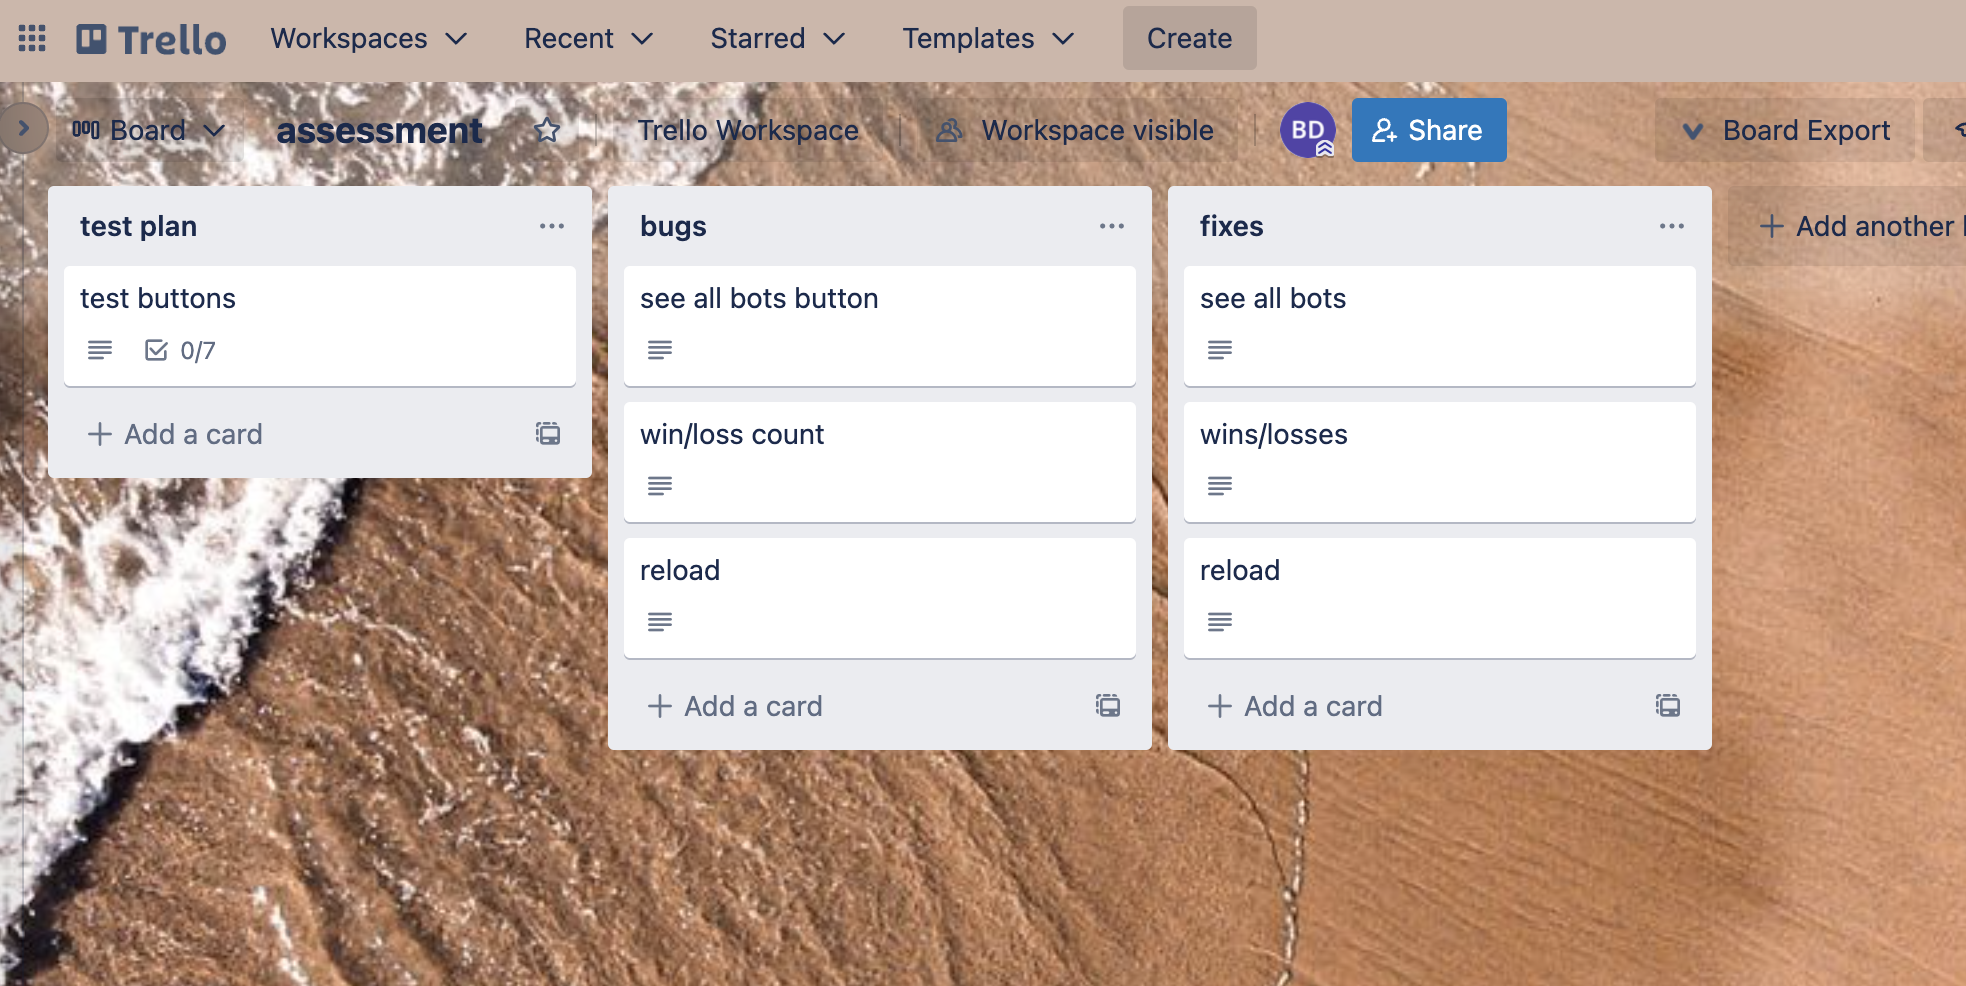 Trello Workspaces Recent Starred Templates Create
Board assessment Trello Workspace Workspace visible BD Share Board Export
test plan
test buttons
0/7
Add a card
bugs
see all bots button
win/loss count
reload
Add a card
fixes
see all bots
wins/losses
reload
Add a card
Add another